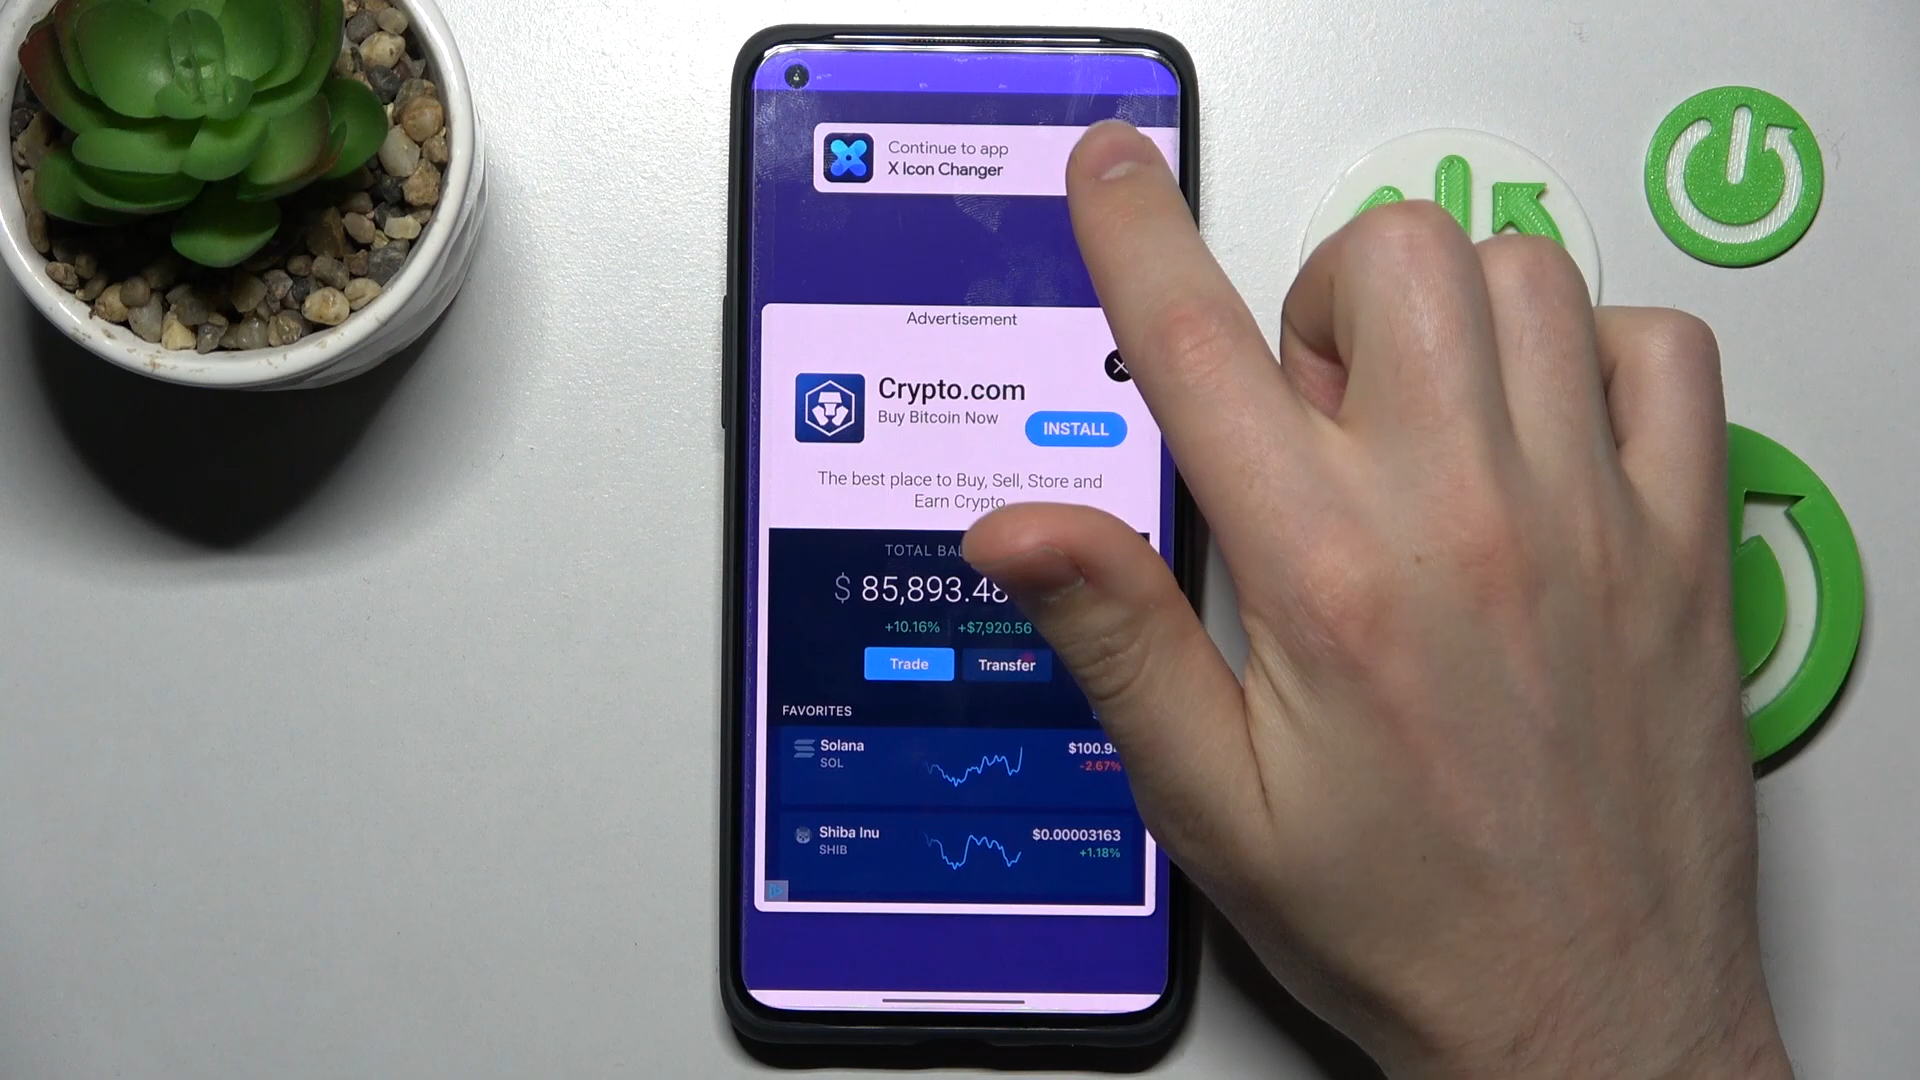 Continue to app
X Icon Changer
Advertisement
Crypto.com
Buy Bitcoin Now
INSTALL
The best place to Buy, Sell, Store and
Earn Crypto
TOTAL
$ 85,893.48
+10.16% +$7,920.56
Trade Transfer
FAVORITES
Solana $100.9
SOL -2.67%
Shiba Inu $0.00003163
SHIB +1.18%